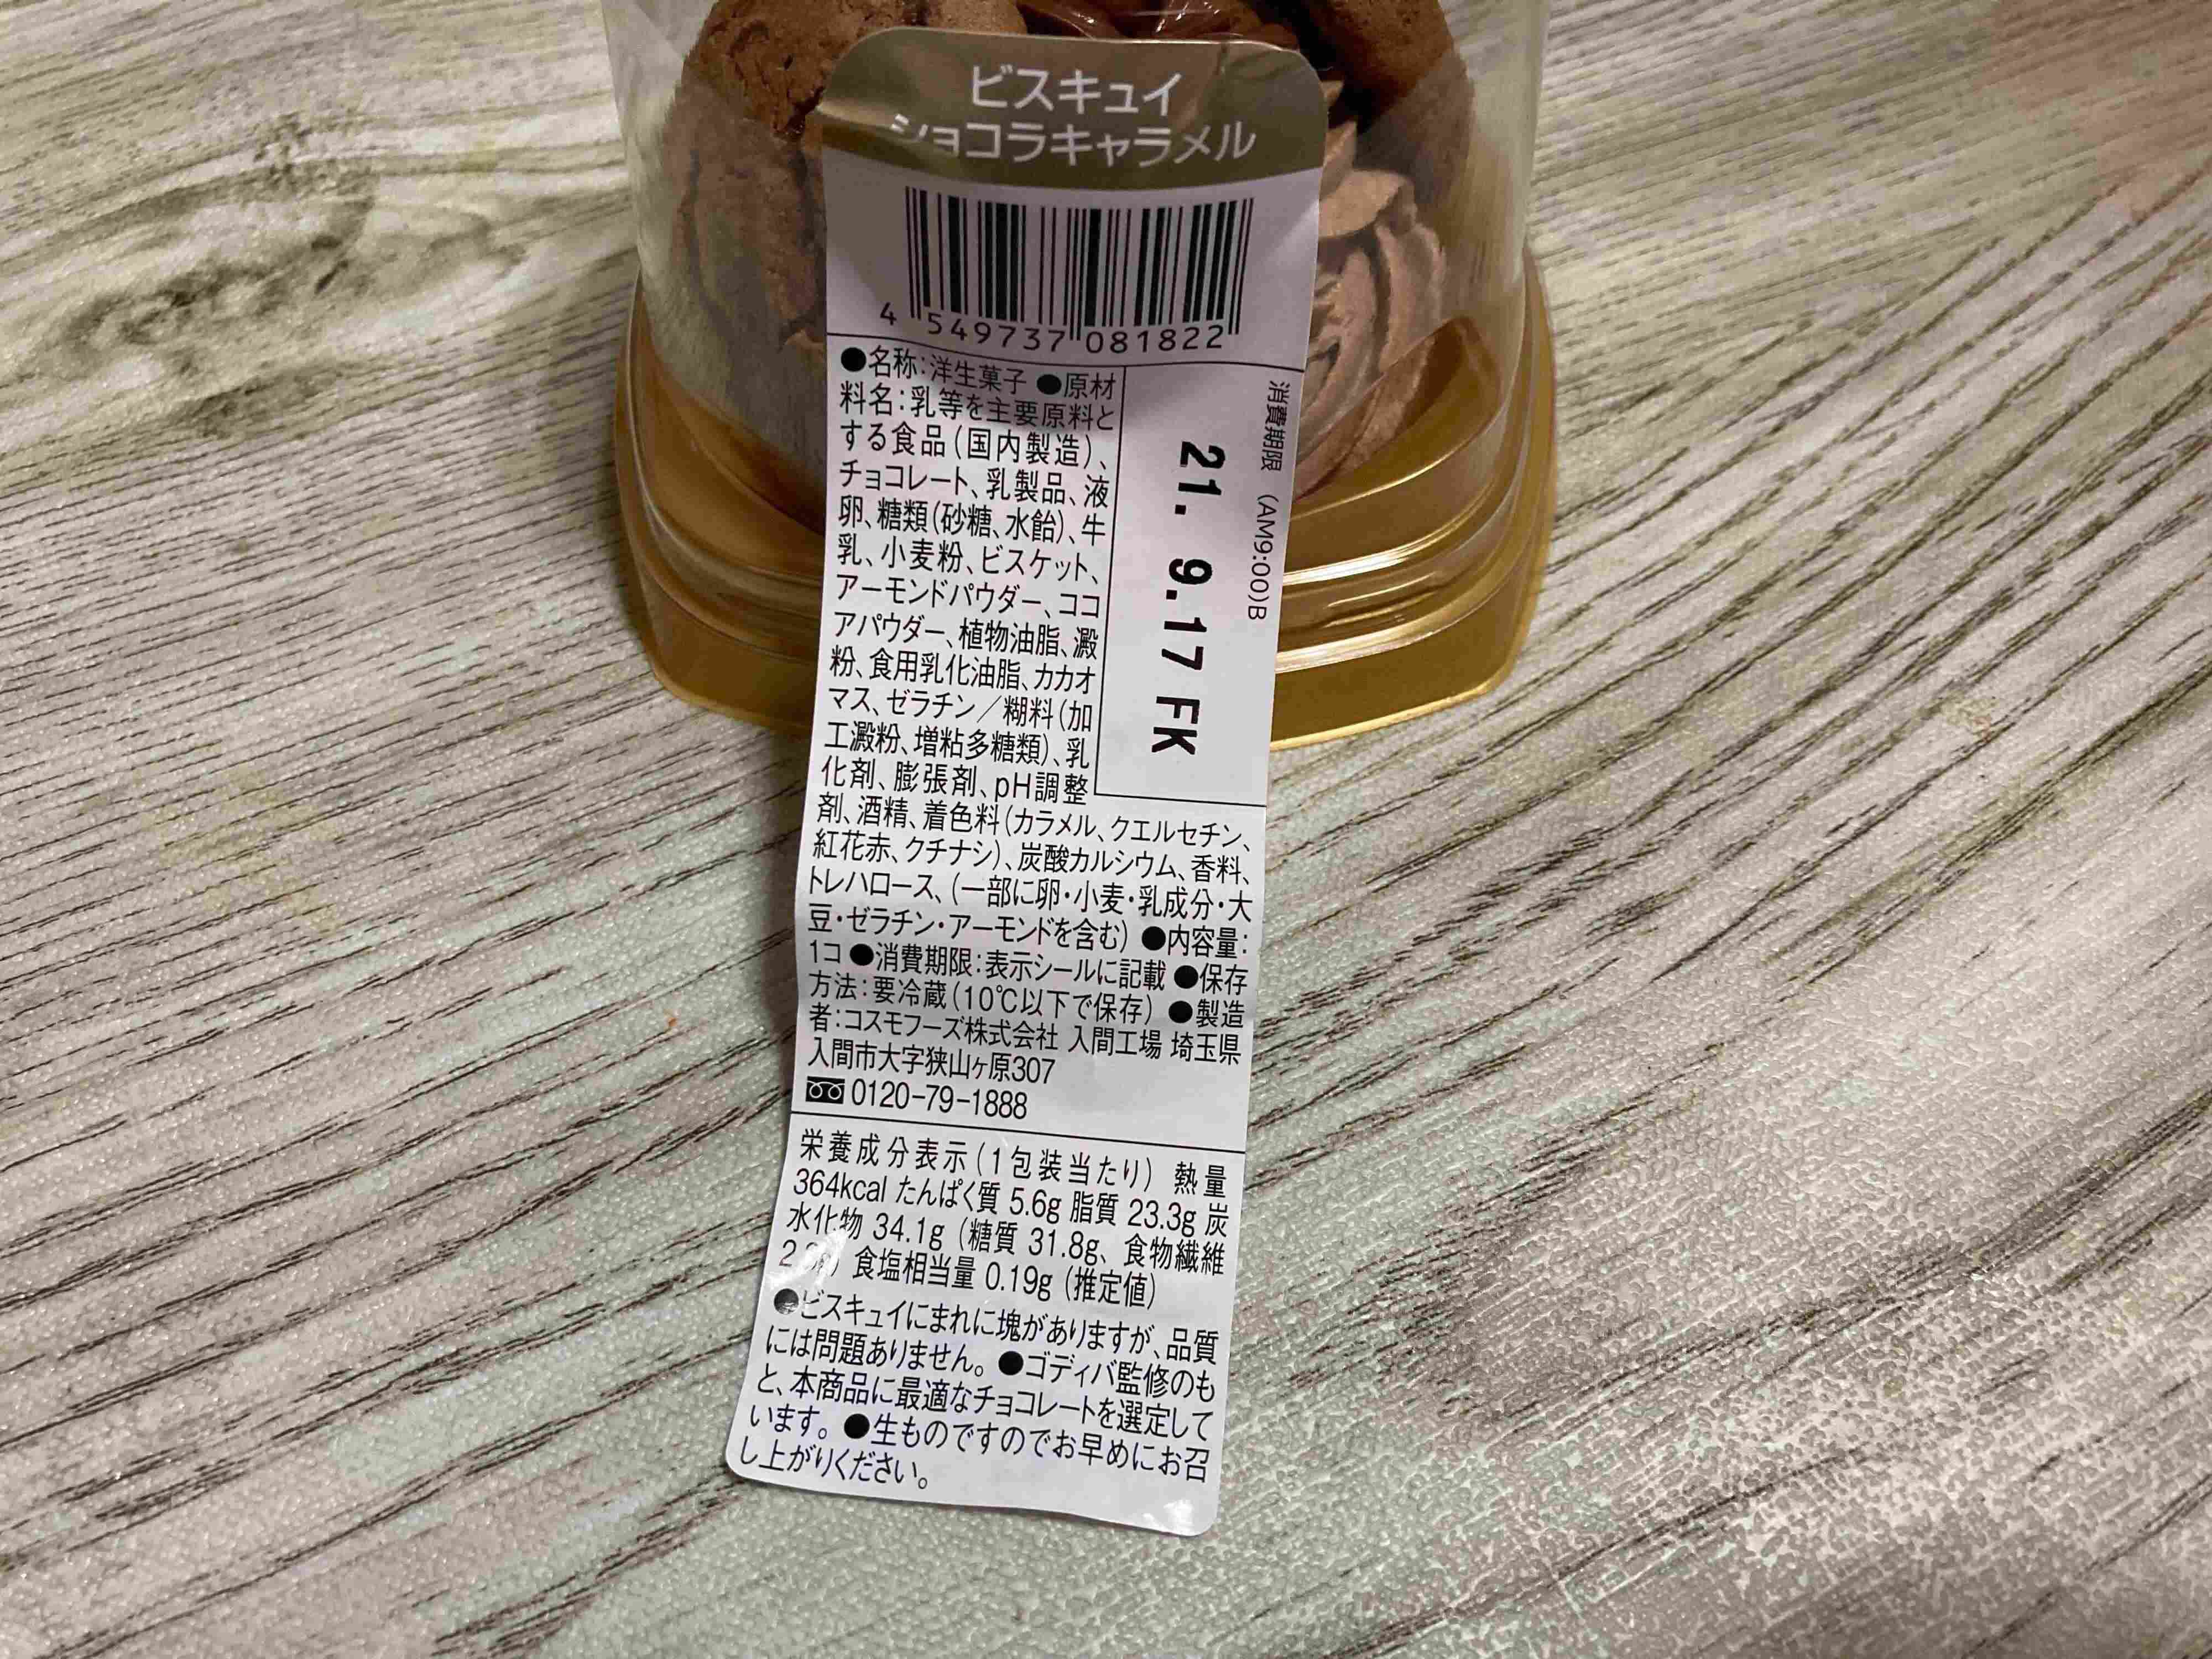 ビスキュイ
ショコラキャラメル
4 549737 081822
●名称:洋生菓子 ●原材
料名:乳等を主要原料と
する食品(国内製造)、
チョコレート、乳製品、液
卵、糖類(砂糖、水飴)、牛
乳、小麦粉、ビスケット、
アーモンドパウダー、ココ
アパウダー、植物油脂、澱
粉、食用乳化油脂、カカオ
マス、ゼラチン/糊料(加
工澱粉、増粘多糖類)、乳
化剤、膨張剤、pH調整
剤、酒精、着色料(カラメル、クエルセチン、
紅花赤、クチナシ)、炭酸カルシウム、香料、
トレハロース、(一部に卵・小麦・乳成分・大
豆・ゼラチン・アーモンドを含む) ●内容量:
1コ ●消費期限:表示シールに記載 ●保存
方法:要冷蔵(10℃以下で保存) ●製造
者:コスモフーズ株式会社 入間工場 埼玉県
入間市大字狭山ヶ原307
0120-79-1888
消費期限 (AM9:00)B
21. 9.17 FK
栄養成分表示(1包装当たり) 熱量
364kcal たんぱく質 5.6g 脂質 23.3g 炭
水化物 34.1g (糖質 31.8g、食物繊維
食塩相当量 0.19g (推定値)
●ビスキュイにまれに塊がありますが、品質
には問題ありません。●ゴディバ監修のも
と、本商品に最適なチョコレートを選定して
います。●生ものですのでお早めにお召
し上がりください。